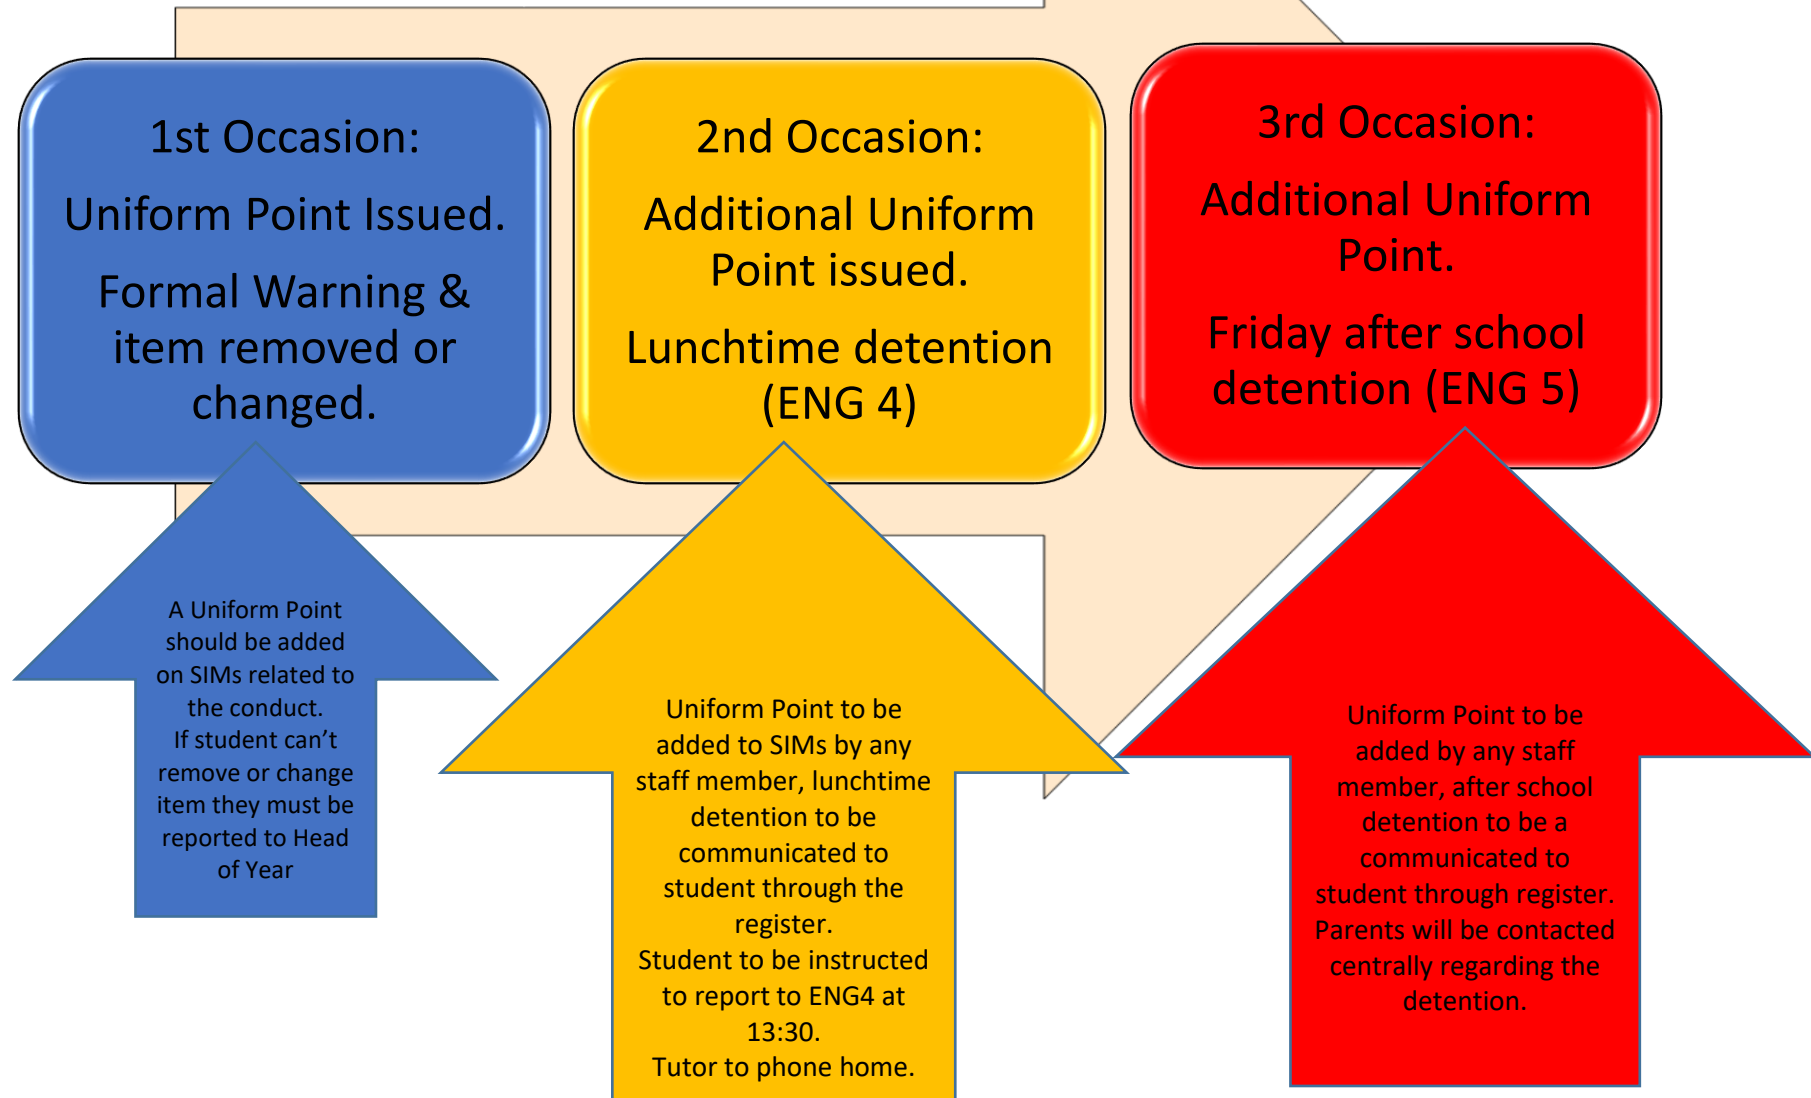 1st Occasion:
Uniform Point Issued.
Formal Warning &
item removed or
changed.
2nd Occasion:
Additional Uniform
Point issued.
Lunchtime detention
(ENG 4)
3rd Occasion:
Additional Uniform
Point.
Friday after school
detention (ENG 5)
A Uniform Point
should be added
on SIMs related to
the conduct.
If student can’t
remove or change
item they must be
reported to Head
of Year
Uniform Point to be
added to SIMs by any
staff member, lunchtime
detention to be
communicated to
student through the
register.
Student to be instructed
to report to ENG4 at
13:30.
Tutor to phone home.
Uniform Point to be
added by any staff
member, after school
detention to be a
communicated to
student through register.
Parents will be contacted
centrally regarding the
detention.